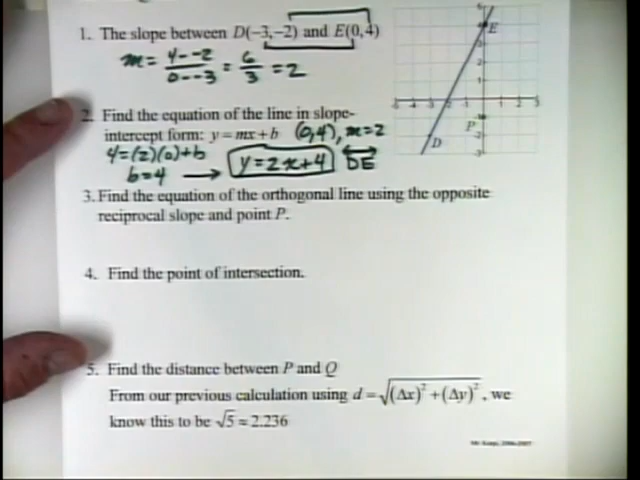 1. The slope between D(−3,−2) and E(0,4)
m = 4--2 / 0--3 = 6/3 = 2
2. Find the equation of the line in slope-
intercept form: y = mx + b (0,4), m=2
4=(2)(0)+b
b=4 → y=2x+4 DE
3. Find the equation of the orthogonal line using the opposite
reciprocal slope and point P.
4. Find the point of intersection.
5. Find the distance between P and Q
From our previous calculation using d = √((Δx)² + (Δy)²), we
know this to be √5 ≈ 2.236
E
P
D